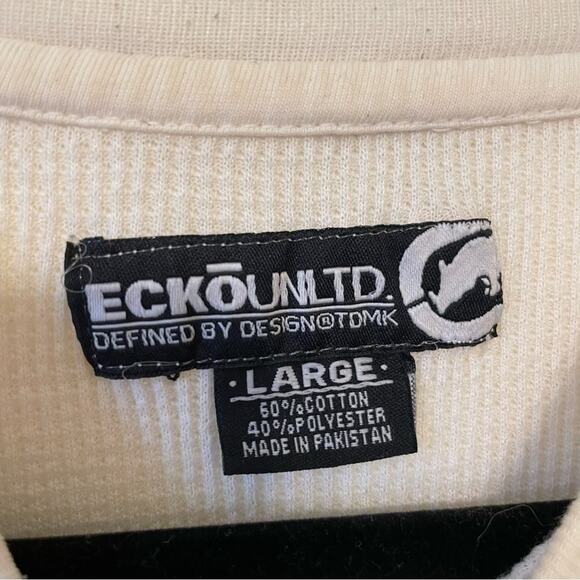 ECKŌUNLTD.
DEFINED BY DESIGN®TDMK
·LARGE·
60%COTTON
40%POLYESTER
MADE IN PAKISTAN